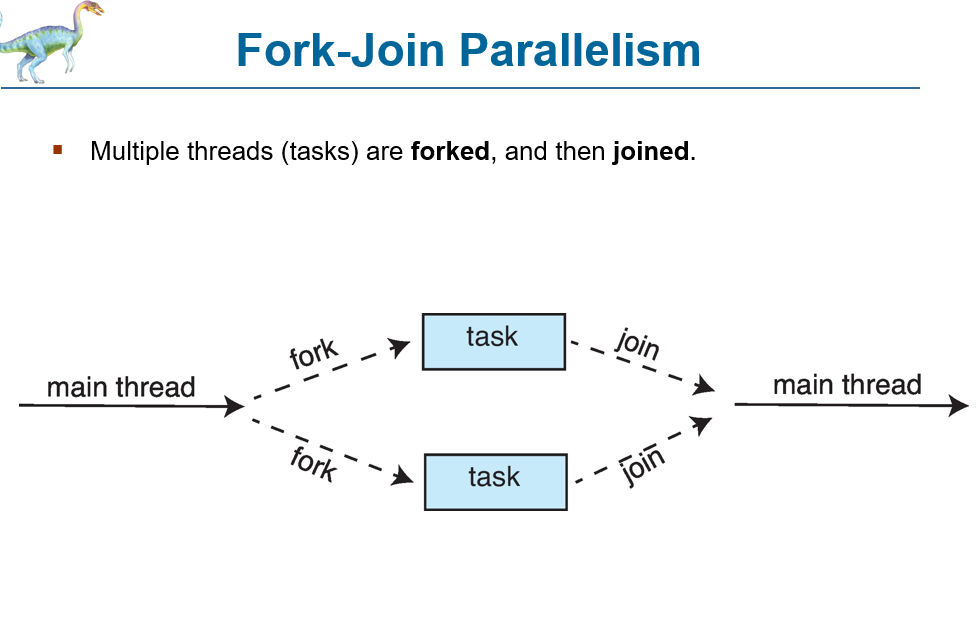 Fork-Join Parallelism
Multiple threads (tasks) are forked, and then joined.
main thread
fork
task
join
fork
task
join
main thread